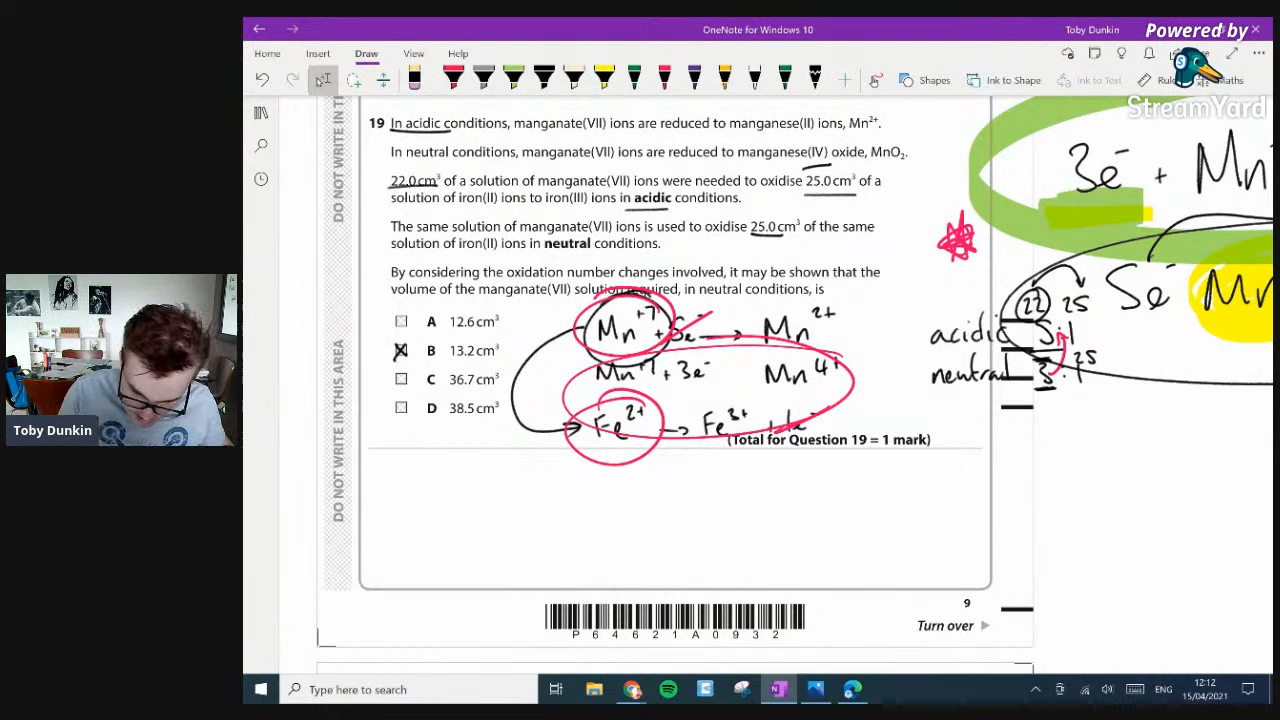 OneNote for Windows 10
Toby Dunkin
Powered by
StreamYard
Home Insert Draw View Help
Shapes Ink to Shape Ink to Text Maths
DO NOT WRITE IN THIS AREA
19 In acidic conditions, manganate(VII) ions are reduced to manganese(II) ions, Mn²⁺.
In neutral conditions, manganate(VII) ions are reduced to manganese(IV) oxide, MnO₂.
22.0 cm³ of a solution of manganate(VII) ions were needed to oxidise 25.0 cm³ of a
solution of iron(II) ions to iron(III) ions in acidic conditions.
The same solution of manganate(VII) ions is used to oxidise 25.0 cm³ of the same
solution of iron(II) ions in neutral conditions.
By considering the oxidation number changes involved, it may be shown that the
volume of the manganate(VII) solution required, in neutral conditions, is
A 12.6 cm³
B 13.2 cm³
C 36.7 cm³
D 38.5 cm³
Mn⁺⁷ + 5e⁻ → Mn²⁺
Mn⁺⁷ + 3e⁻ Mn⁴⁺
Fe²⁺ → Fe³⁺ + 1e⁻
(Total for Question 19 = 1 mark)
3e⁻ + Mn
5e⁻ Mn
22 25
acidic 5:1
25
neutral 3:1
DO NOT WRITE IN THIS AREA
9
P 6 4 6 2 1 A 0 9 3 2
Turn over
Toby Dunkin
Type here to search
ENG
12:12
15/04/2021